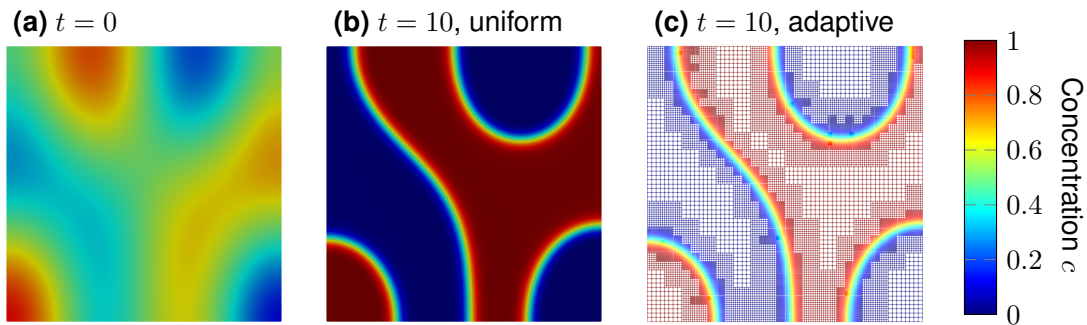 (a) t = 0
(b) t = 10, uniform
(c) t = 10, adaptive
1
0.8
0.6
0.4
0.2
0
Concentration c